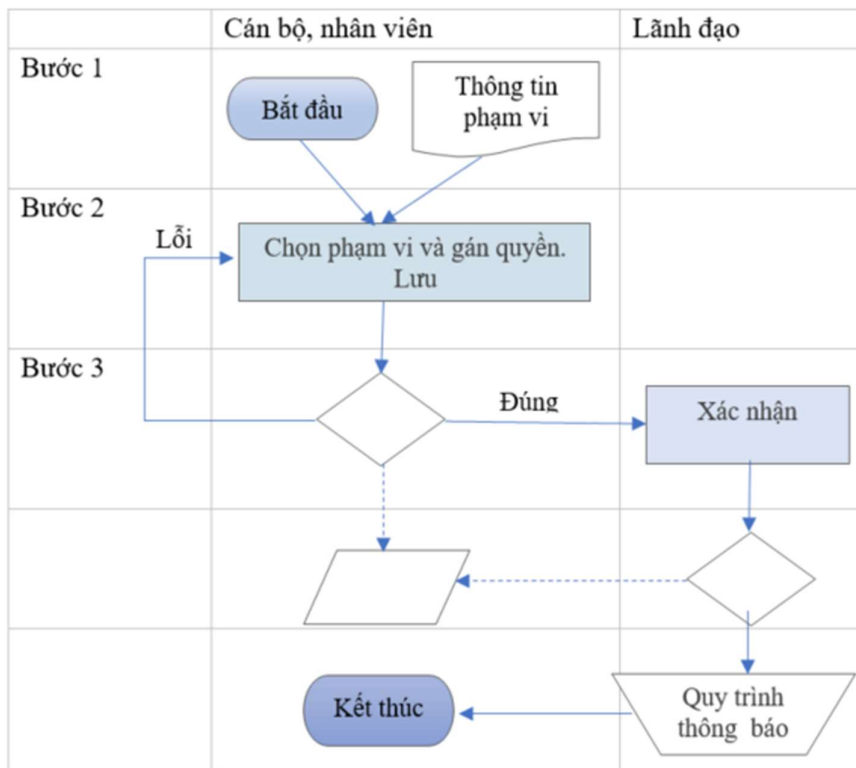 Cán bộ, nhân viên
Lãnh đạo
Bước 1
Bắt đầu
Thông tin
phạm vi
Bước 2
Lỗi
Chọn phạm vi và gán quyền.
Lưu
Bước 3
Đúng
Xác nhận
Kết thúc
Quy trình
thông báo